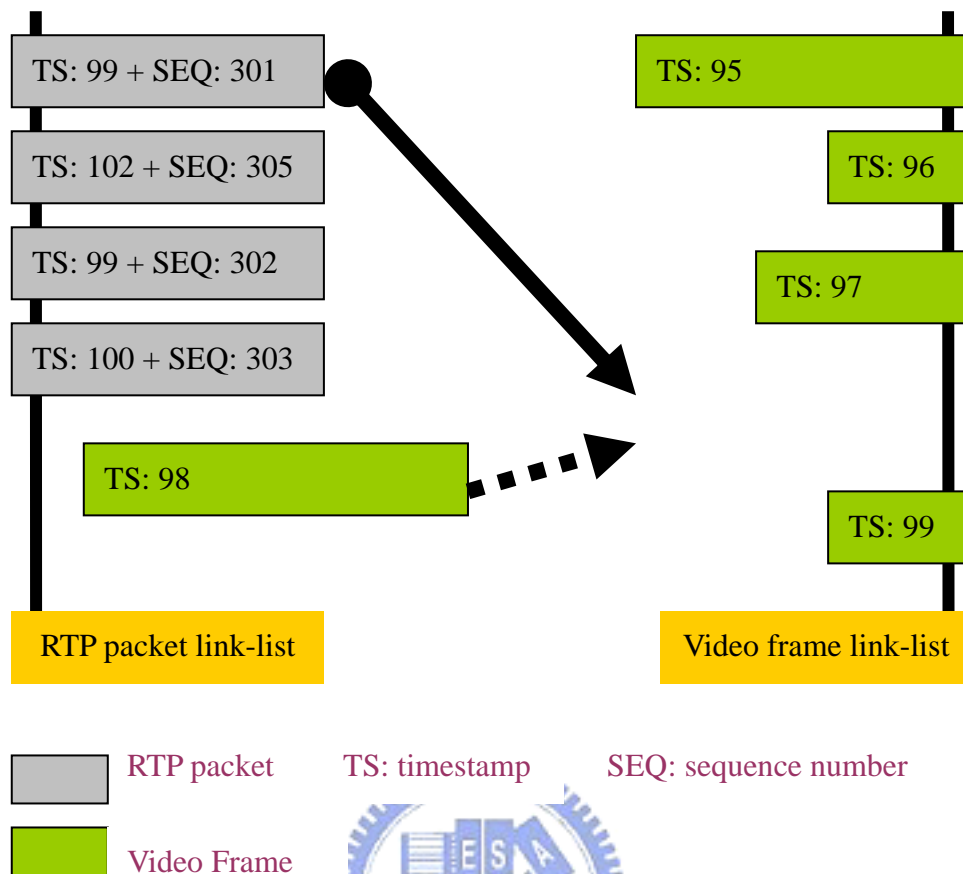 TS: 99 + SEQ: 301
TS: 95
TS: 102 + SEQ: 305
TS: 96
TS: 99 + SEQ: 302
TS: 97
TS: 100 + SEQ: 303
TS: 98
TS: 99
RTP packet link-list
Video frame link-list
RTP packet TS: timestamp SEQ: sequence number
Video Frame
ESA